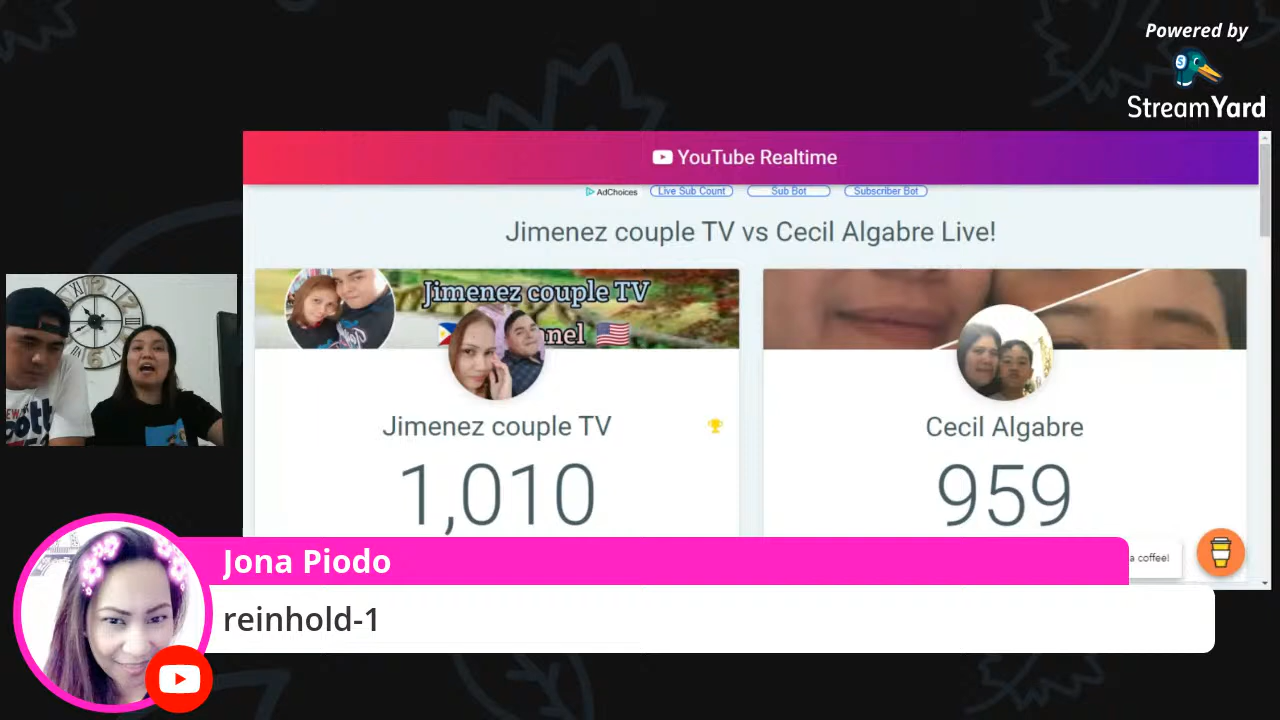 Powered by
StreamYard
YouTube Realtime
AdChoices
Live Sub Count
Sub Bot
Subscriber Bot
Jimenez couple TV vs Cecil Algabre Live!
Jimenez couple TV
nel
Jimenez couple TV
1,010
Cecil Algabre
959
a coffee!
Jona Piodo
reinhold-1